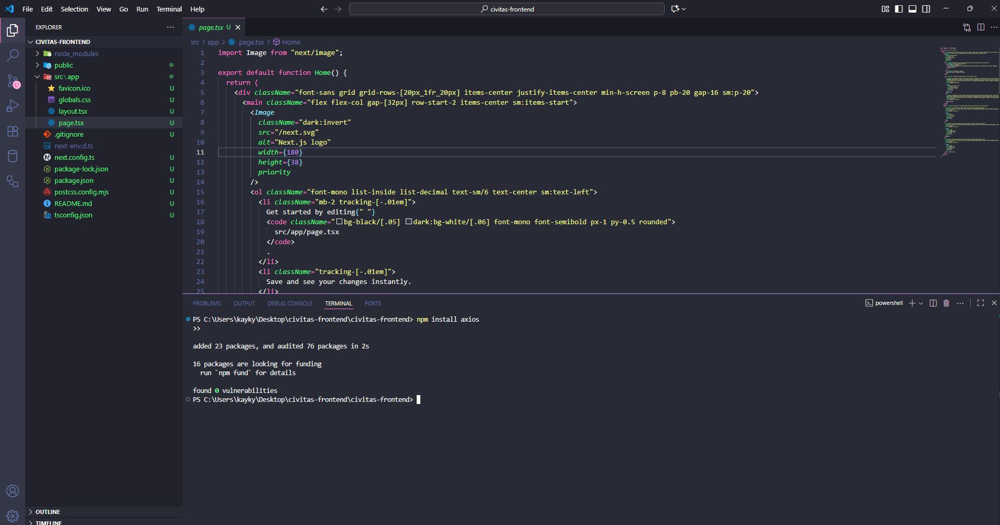 File Edit Selection View Go Run Terminal Help
civitas-frontend
EXPLORER
CIVITAS-FRONTEND
node_modules
public
src\app
favicon.ico U
globals.css U
layout.tsx U
page.tsx U
.gitignore U
next-env.d.ts
next.config.ts U
package-lock.json U
package.json U
postcss.config.mjs U
README.md U
tsconfig.json U
OUTLINE
TIMELINE
page.tsx U
src > app > page.tsx > Home
1 import Image from "next/image";
2
3 export default function Home() {
4 return (
5 <div className="font-sans grid grid-rows-[20px_1fr_20px] items-center justify-items-center min-h-screen p-8 pb-20 gap-16 sm:p-20">
6 <main className="flex flex-col gap-[32px] row-start-2 items-center sm:items-start">
7 <Image
8 className="dark:invert"
9 src="/next.svg"
10 alt="Next.js logo"
11 width={180}
12 height={38}
13 priority
14 />
15 <ol className="font-mono list-inside list-decimal text-sm/6 text-center sm:text-left">
16 <li className="mb-2 tracking-[-.01em]">
17 Get started by editing{" "}
18 <code className="bg-black/[.05] dark:bg-white/[.06] font-mono font-semibold px-1 py-0.5 rounded">
19 src/app/page.tsx
20 </code>
21 .
22 </li>
23 <li className="tracking-[-.01em]">
24 Save and see your changes instantly.
25 </li>
PROBLEMS OUTPUT DEBUG CONSOLE TERMINAL PORTS
powershell
PS C:\Users\kayky\Desktop\civitas-frontend\civitas-frontend> npm install axios
>>
added 23 packages, and audited 76 packages in 2s
16 packages are looking for funding
run `npm fund` for details
found 0 vulnerabilities
PS C:\Users\kayky\Desktop\civitas-frontend\civitas-frontend>